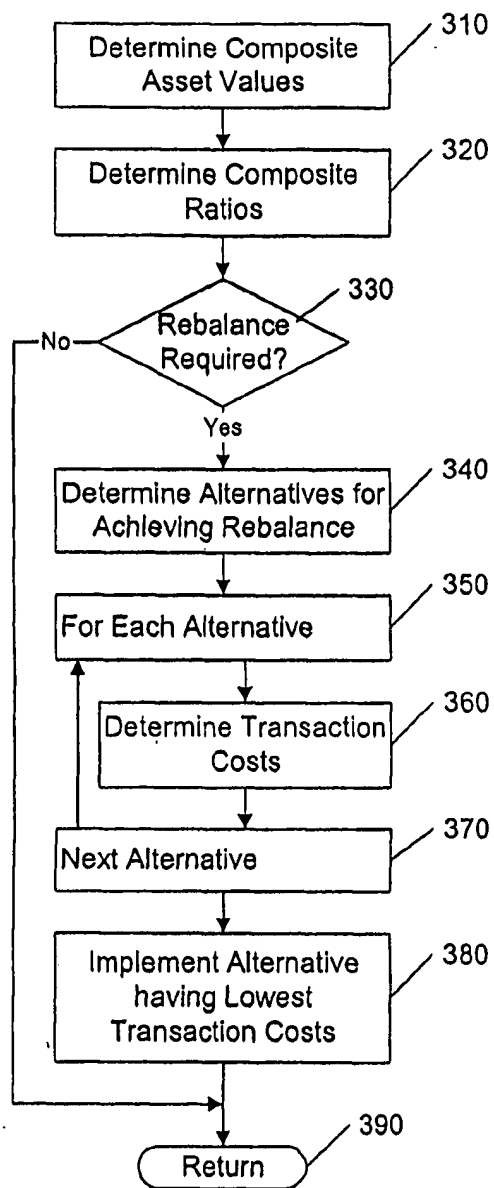 310
Determine Composite
Asset Values
320
Determine Composite
Ratios
330
Rebalance
Required?
No
Yes
340
Determine Alternatives for
Achieving Rebalance
350
For Each Alternative
360
Determine Transaction
Costs
370
Next Alternative
380
Implement Alternative
having Lowest
Transaction Costs
390
Return